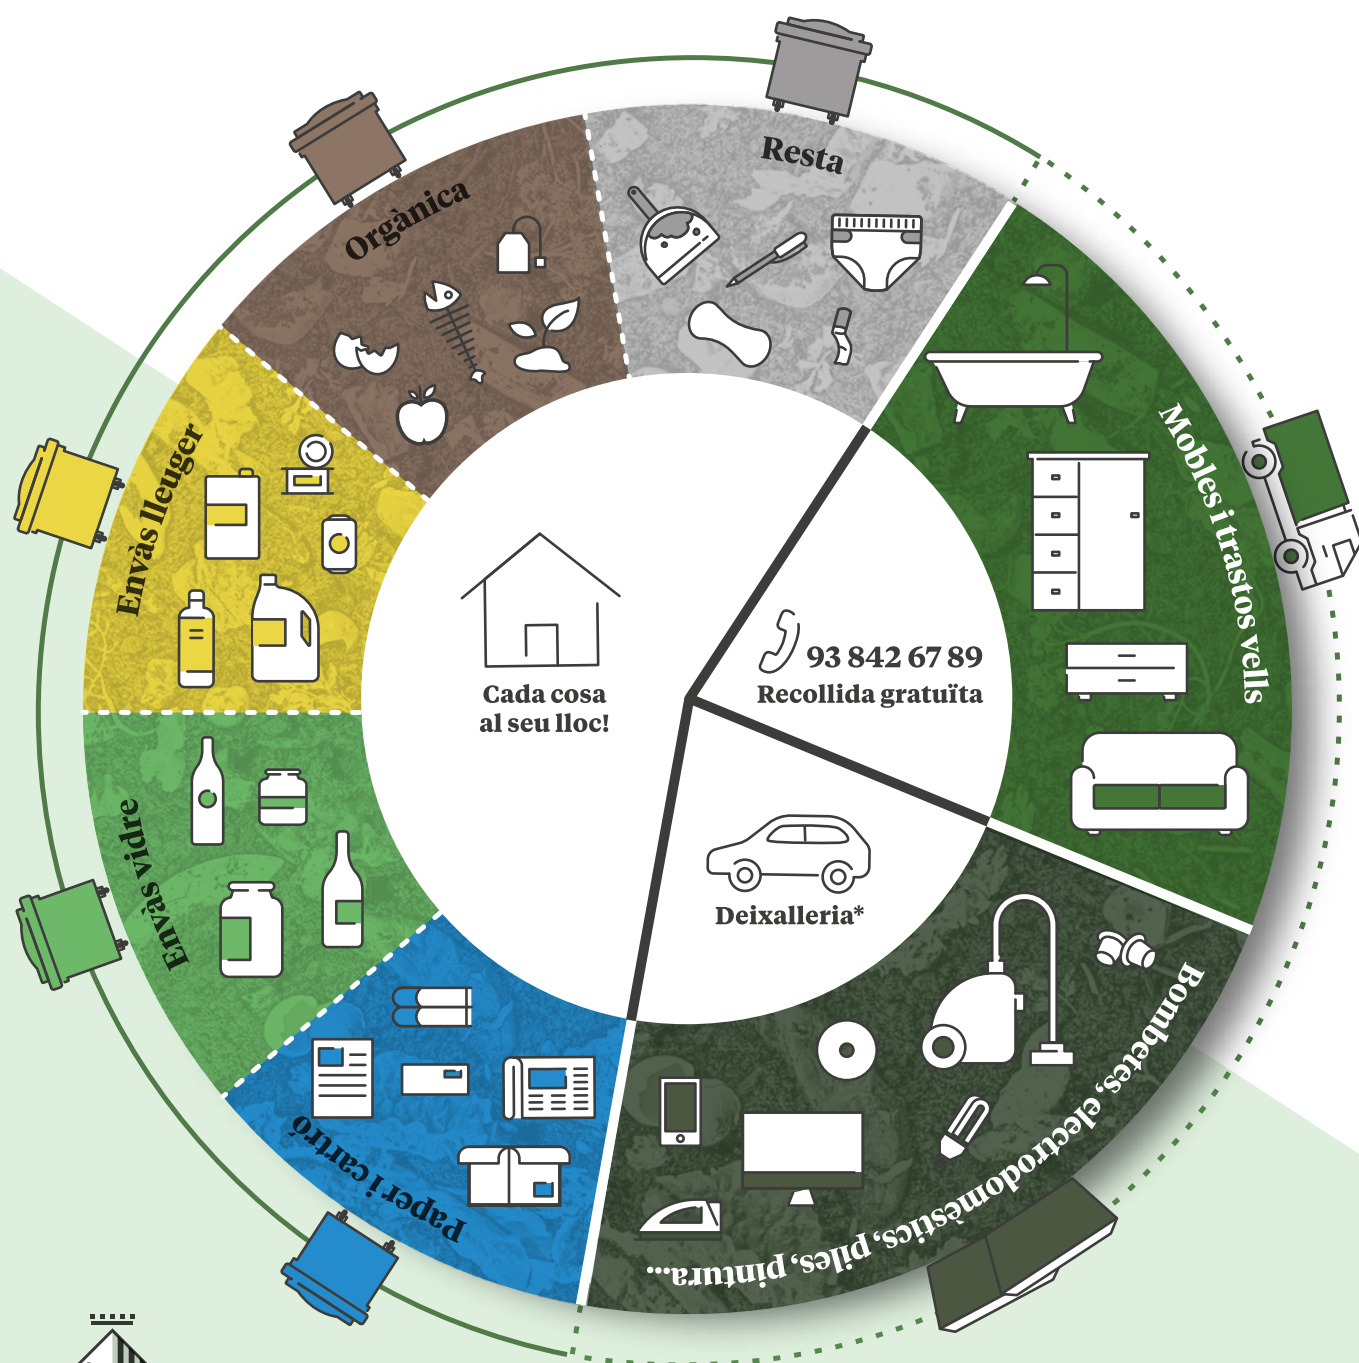 Resta
Orgànica
Envàs lleuger
Envàs vidre
Paper i cartró
Mobles i trastos vells
Bombetes, electrodomèstics, piles, pintura...
Cada cosa
al seu lloc!
93 842 67 89
Recollida gratuïta
Deixalleria*